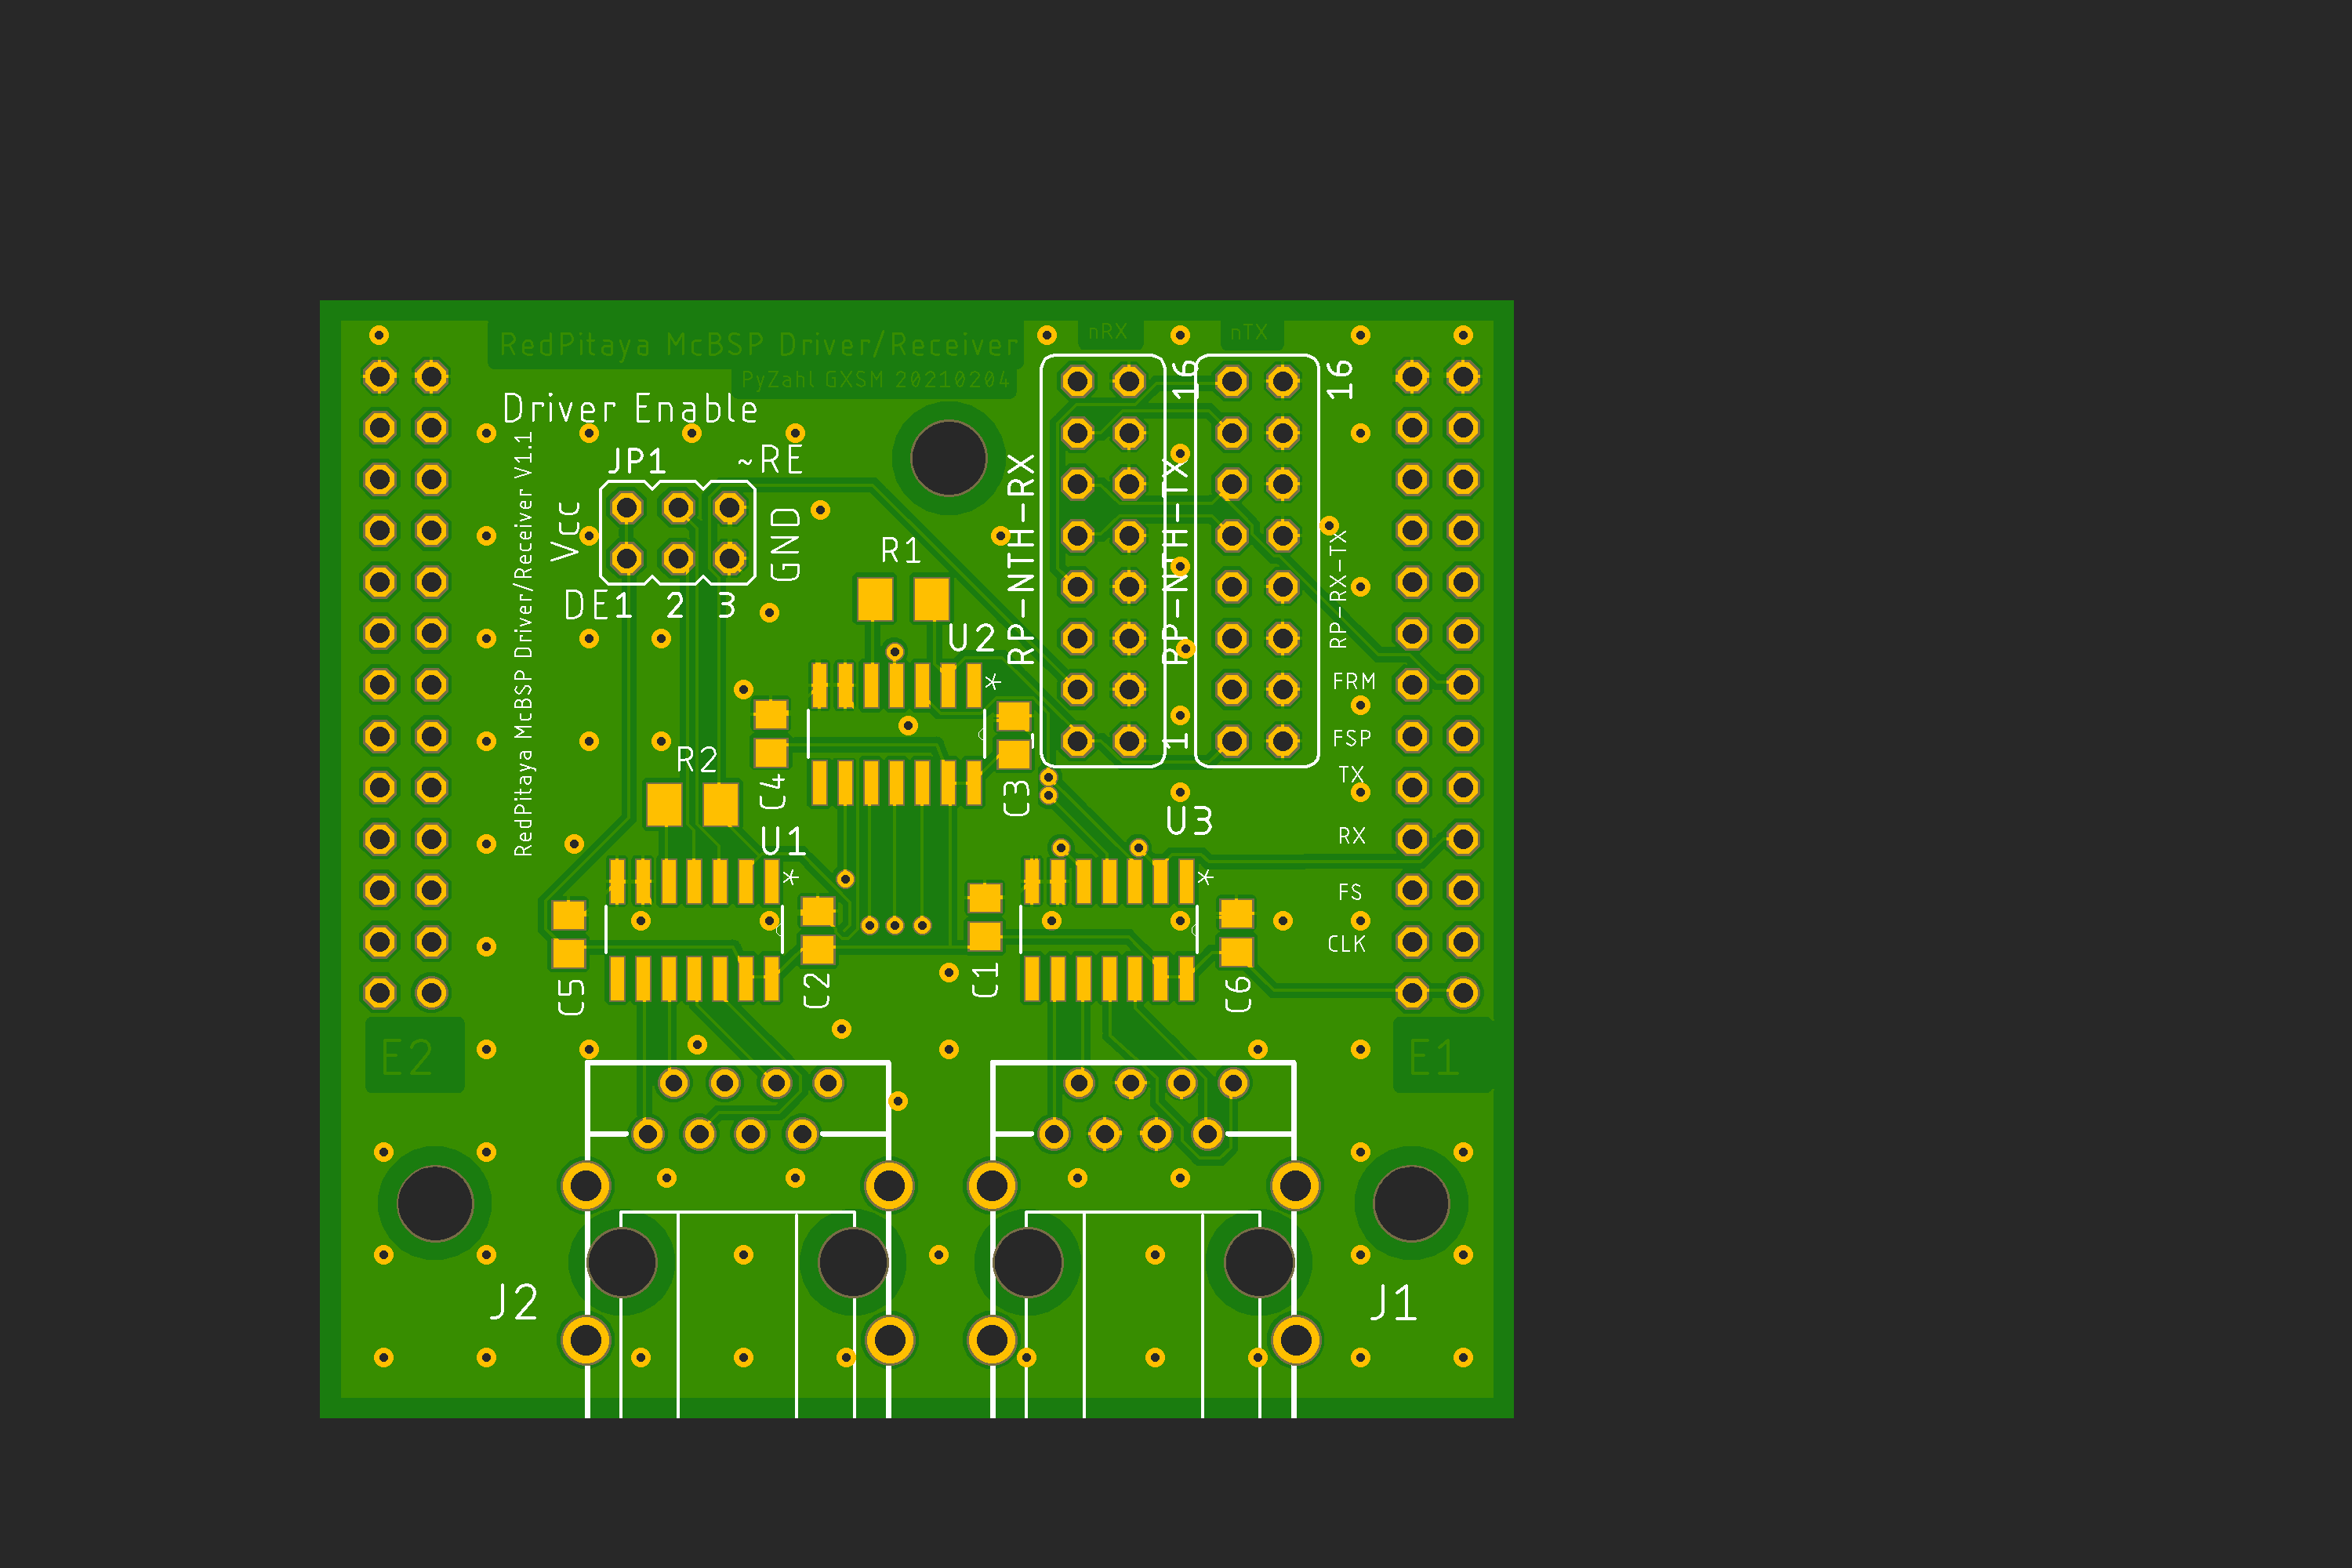 RedPitaya McBSP Driver/Receiver
nRX
nTX
PyZahl GXSM 20210204
Driver Enable
16
16
JP1
~RE
RedPitaya McBSP Driver/Receiver V1.1
Vcc
GND
R1
RP-NTH-RX
RP-NTH-TX
RP-RX-TX
DE1 2 3
U2
*
FRM
FSP
R2
1
TX
C4
C3
U3
U1
RX
*
*
FS
CLK
C5
C2
C1
C6
E2
E1
J2
J1